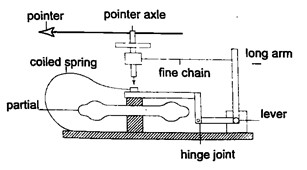 pointer
pointer axle
long arm
coiled spring
fine chain
partial
lever
hinge joint